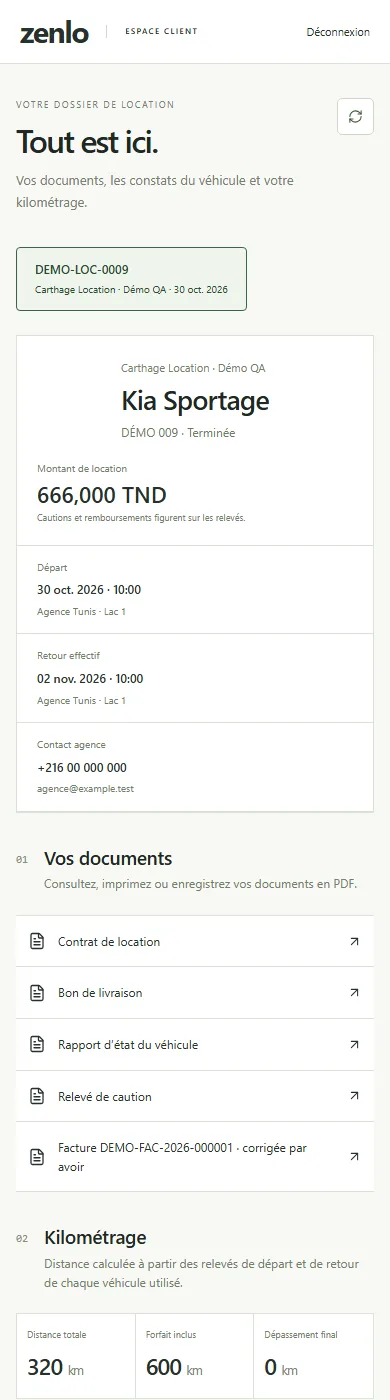 zenlo
ESPACE CLIENT
Déconnexion
VOTRE DOSSIER DE LOCATION
Tout est ici.
Vos documents, les constats du véhicule et votre
kilométrage.
DEMO-LOC-0009
Carthage Location · Démo QA · 30 oct. 2026
Carthage Location · Démo QA
Kia Sportage
DÉMO 009 · Terminée
Montant de location
666,000 TND
Cautions et remboursements figurent sur les relevés.
Départ
30 oct. 2026 · 10:00
Agence Tunis · Lac 1
Retour effectif
02 nov. 2026 · 10:00
Agence Tunis · Lac 1
Contact agence
+216 00 000 000
agence@example.test
01 Vos documents
Consultez, imprimez ou enregistrez vos documents en PDF.
Contrat de location
Bon de livraison
Rapport d'état du véhicule
Relevé de caution
Facture DEMO-FAC-2026-000001 · corrigée par
avoir
02 Kilométrage
Distance calculée à partir des relevés de départ et de retour
de chaque véhicule utilisé.
Distance totale
320 km
Forfait inclus
600 km
Dépassement final
0 km